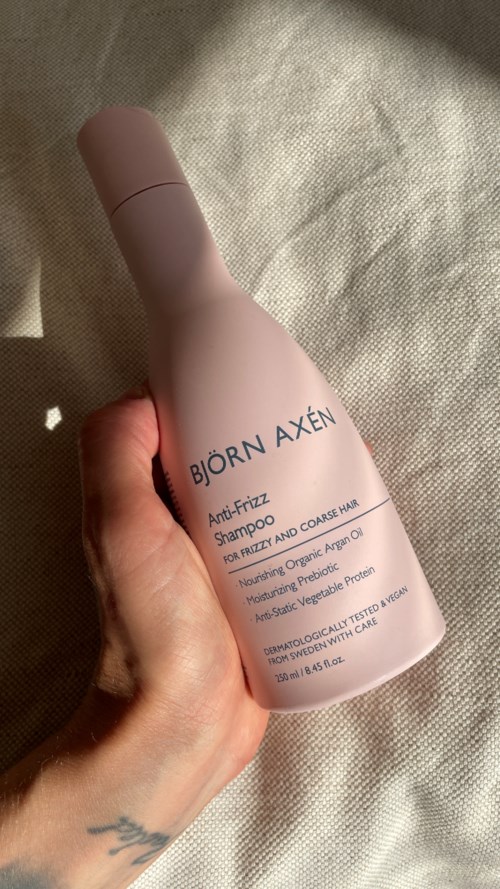 BJÖRN AXÉN
Anti-Frizz
Shampoo
FOR FRIZZY AND COARSE HAIR
· Nourishing Organic Argan Oil
· Moisturizing Prebiotic
· Anti-Static Vegetable Protein
DERMATOLOGICALLY TESTED & VEGAN
FROM SWEDEN WITH CARE
250 ml / 8.45 fl.oz.